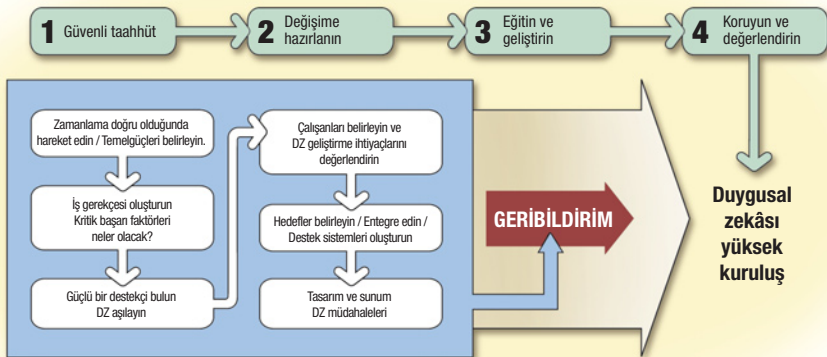 1 Güvenli taahhüt
2 Değişime
hazırlanın
3 Eğitin ve
geliştirin
4 Koruyun ve
değerlendirin
Zamanlama doğru olduğunda
hareket edin / Temelgüçleri belirleyin.
İş gerekçesi oluşturun
Kritik başarı faktörleri
neler olacak?
Güçlü bir destekçi bulun
DZ aşılayın
Çalışanları belirleyin ve
DZ geliştirme ihtiyaçlarını
değerlendirin
Hedefler belirleyin / Entegre edin /
Destek sistemleri oluşturun
Tasarım ve sunum
DZ müdahaleleri
GERİBİLDİRİM
Duygusal
zekâsı
yüksek
kuruluş